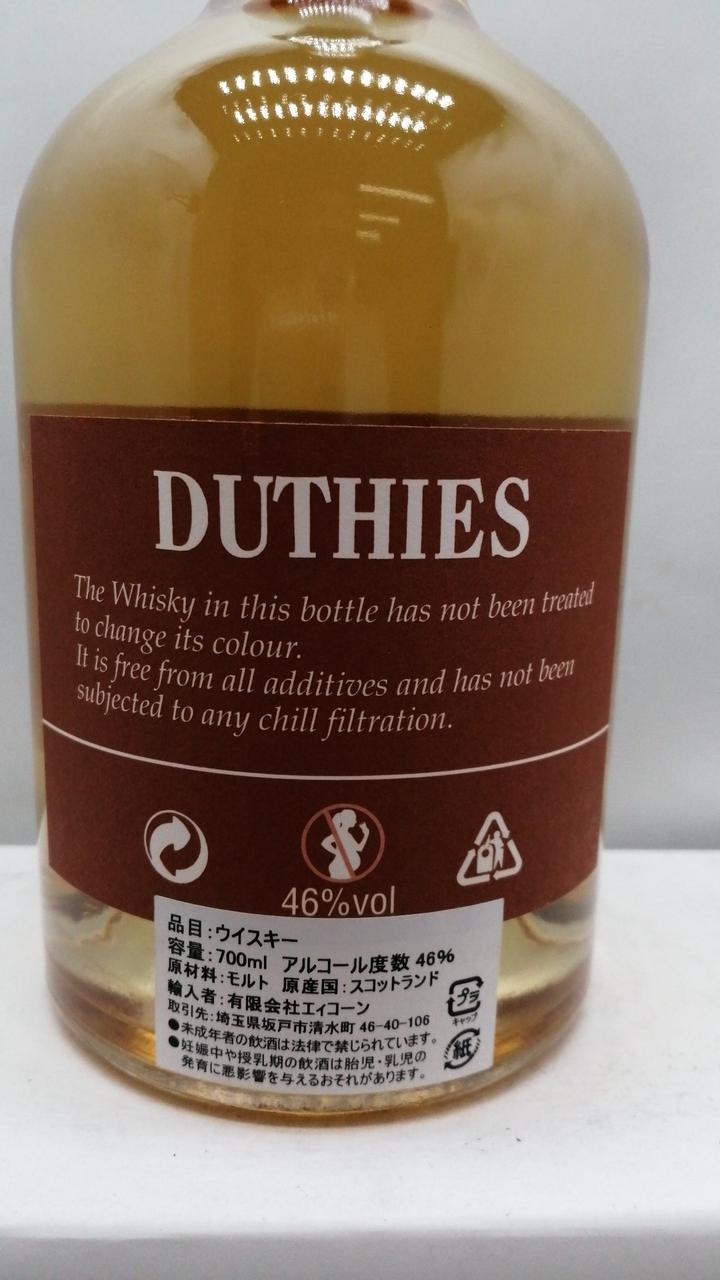 DUTHIES
The Whisky in this bottle has not been treated
to change its colour.
It is free from all additives and has not been
subjected to any chill filtration.
46%vol
品目:ウイスキー
容量:700ml アルコール度数 46%
原材料:モルト 原産国:スコットランド
輸入者:有限会社エィコーン
取引先:埼玉県坂戸市清水町 46-40-106
●未成年者の飲酒は法律で禁じられています。
●妊娠中や授乳期の飲酒は胎児・乳児の
発育に悪影響を与えるおそれがあります。
プラ
キャップ
紙